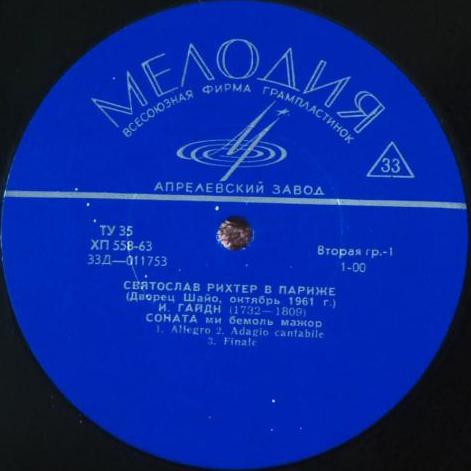 МЕЛОДИЯ
ВСЕСОЮЗНАЯ ФИРМА ГРАМПЛАСТИНОК
33
АПРЕЛЕВСКИЙ ЗАВОД
ТУ 35
ХП 558-63
33Д—011753
Вторая гр.-1
1-00
СВЯТОСЛАВ РИХТЕР В ПАРИЖЕ
(Дворец Шайо, октябрь 1961 г.)
И. ГАЙДН (1732—1809)
СОНАТА ми бемоль мажор
1. Allegro 2. Adagio cantabile
3. Finale